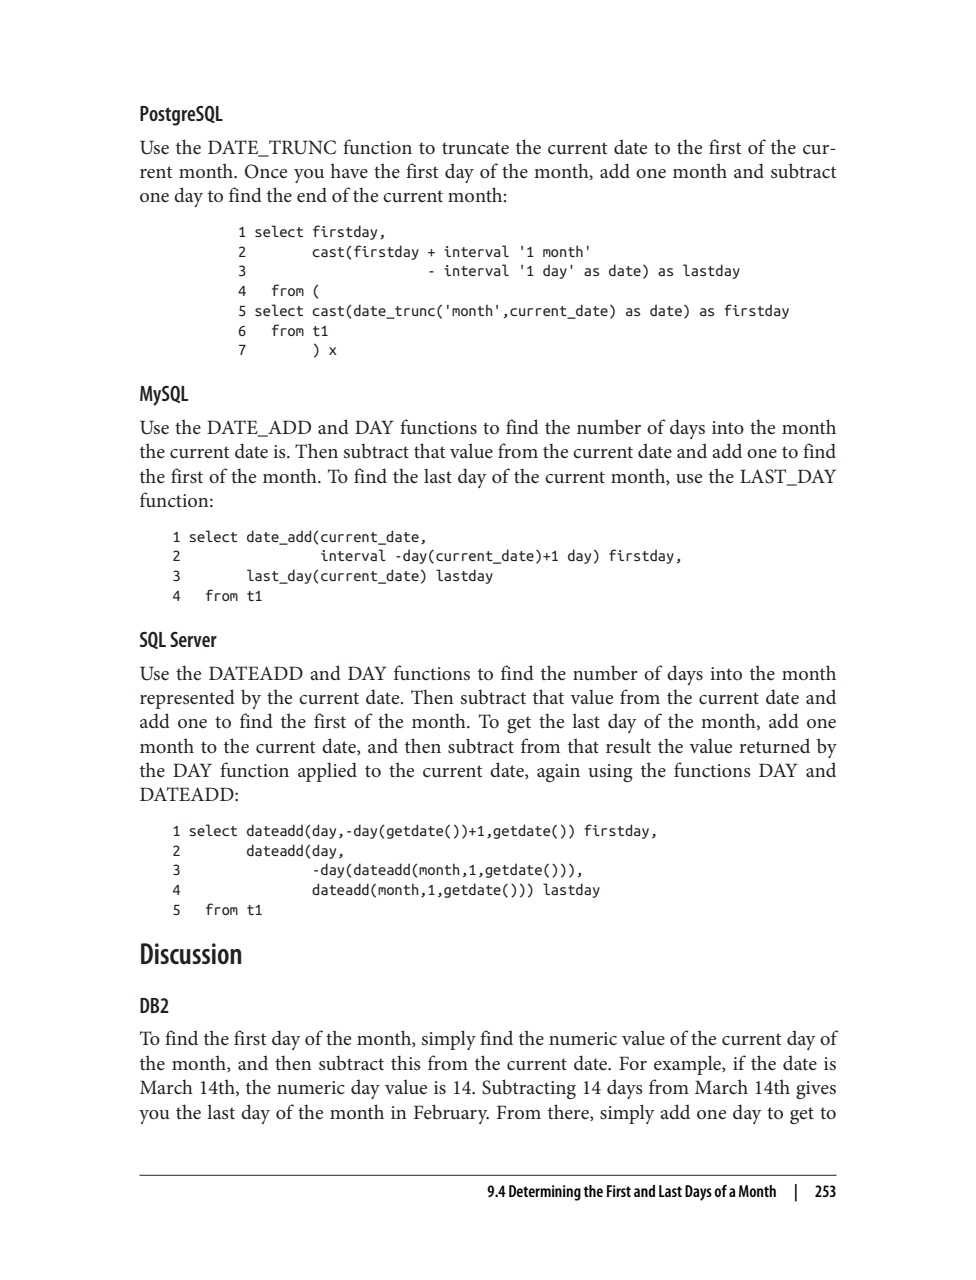 PostgreSQL
Use the DATE_TRUNC function to truncate the current date to the first of the cur-
rent month. Once you have the first day of the month, add one month and subtract
one day to find the end of the current month:
1 select firstday,
2        cast(firstday + interval '1 month'
3                      - interval '1 day' as date) as lastday
4   from (
5 select cast(date_trunc('month',current_date) as date) as firstday
6   from t1
7        ) x
MySQL
Use the DATE_ADD and DAY functions to find the number of days into the month
the current date is. Then subtract that value from the current date and add one to find
the first of the month. To find the last day of the current month, use the LAST_DAY
function:
1 select date_add(current_date,
2                 interval -day(current_date)+1 day) firstday,
3        last_day(current_date) lastday
4   from t1
SQL Server
Use the DATEADD and DAY functions to find the number of days into the month
represented by the current date. Then subtract that value from the current date and
add one to find the first of the month. To get the last day of the month, add one
month to the current date, and then subtract from that result the value returned by
the DAY function applied to the current date, again using the functions DAY and
DATEADD:
1 select dateadd(day,-day(getdate())+1,getdate()) firstday,
2        dateadd(day,
3                -day(dateadd(month,1,getdate())),
4                dateadd(month,1,getdate())) lastday
5   from t1
Discussion
DB2
To find the first day of the month, simply find the numeric value of the current day of
the month, and then subtract this from the current date. For example, if the date is
March 14th, the numeric day value is 14. Subtracting 14 days from March 14th gives
you the last day of the month in February. From there, simply add one day to get to
9.4 Determining the First and Last Days of a Month | 253